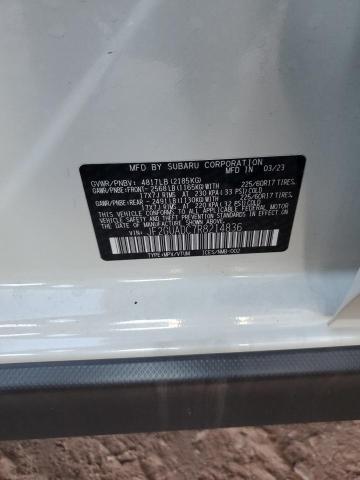 MFD BY SUBARU CORPORATION
MFD IN 03/23
GVWR/PNBV: 4817LB (2185KG)
GAWR/PNBE:FRONT- 2568LB (1165KG) WITH 225/60R17 TIRES,
17X7J RIMS AT 230 KPA (33 PSI) COLD
GAWR/PNBE:REAR - 2491LB (1130KG) WITH 225/60R17 TIRES,
17X7J RIMS AT 220 KPA (32 PSI) COLD
THIS VEHICLE CONFORMS TO ALL APPLICABLE FEDERAL MOTOR
VEHICLE SAFETY STANDARDS IN EFFECT ON THE
DATE OF MANUFACTURE SHOWN ABOVE.
VIN: JF2GUADC7R8214836
TYPE:MPV/VTUM ICES/NMB-002